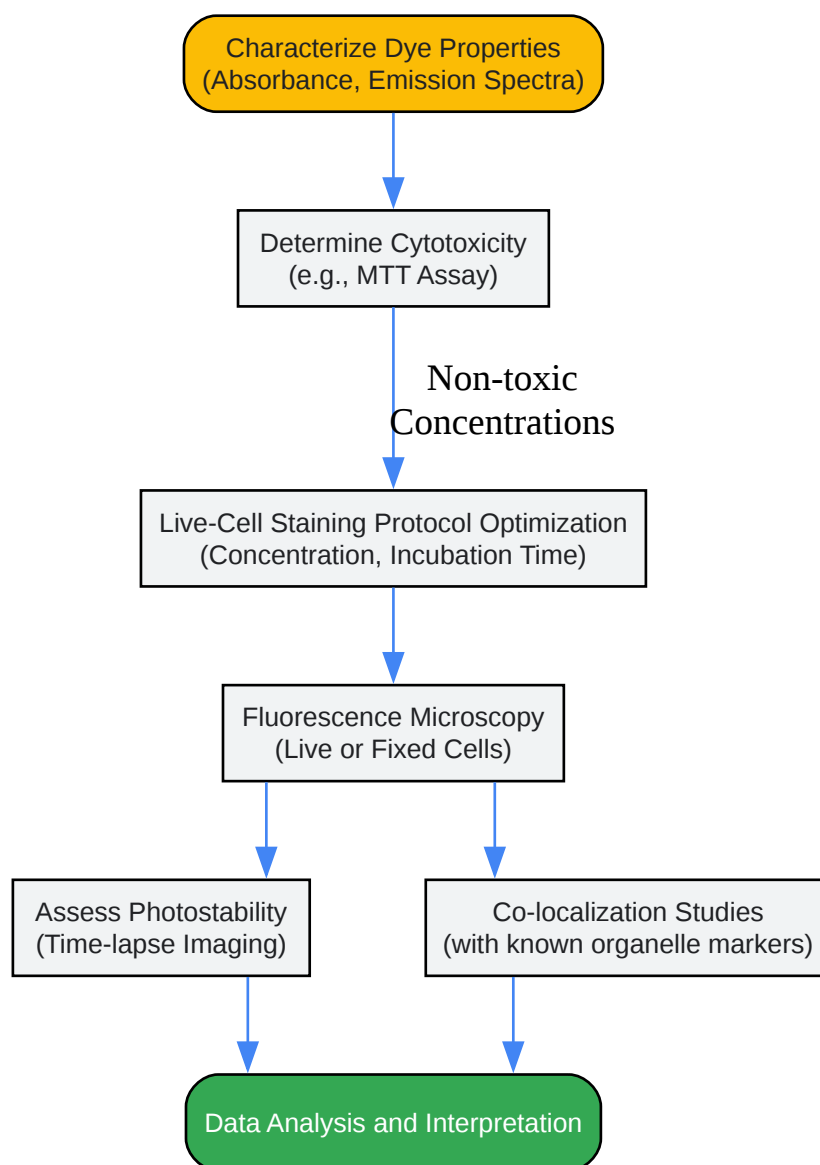 Characterize Dye Properties
(Absorbance, Emission Spectra)
Determine Cytotoxicity
(e.g., MTT Assay)
Non-toxic
Concentrations
Live-Cell Staining Protocol Optimization
(Concentration, Incubation Time)
Fluorescence Microscopy
(Live or Fixed Cells)
Assess Photostability
(Time-lapse Imaging)
Co-localization Studies
(with known organelle markers)
Data Analysis and Interpretation